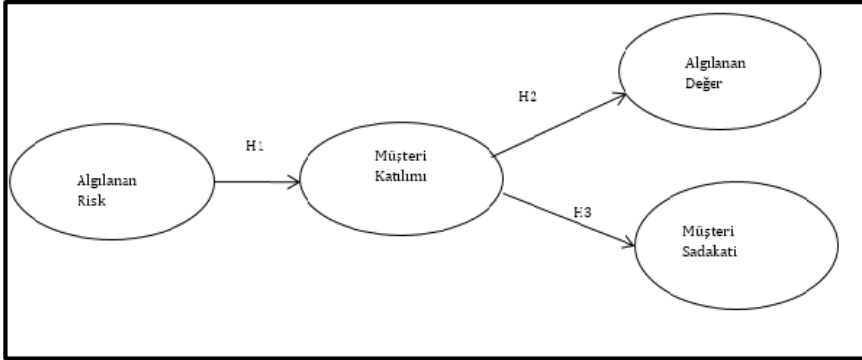 Algılanan
Risk
H1
Müşteri
Katılımı
H2
Algılanan
Değer
H3
Müşteri
Sadakati